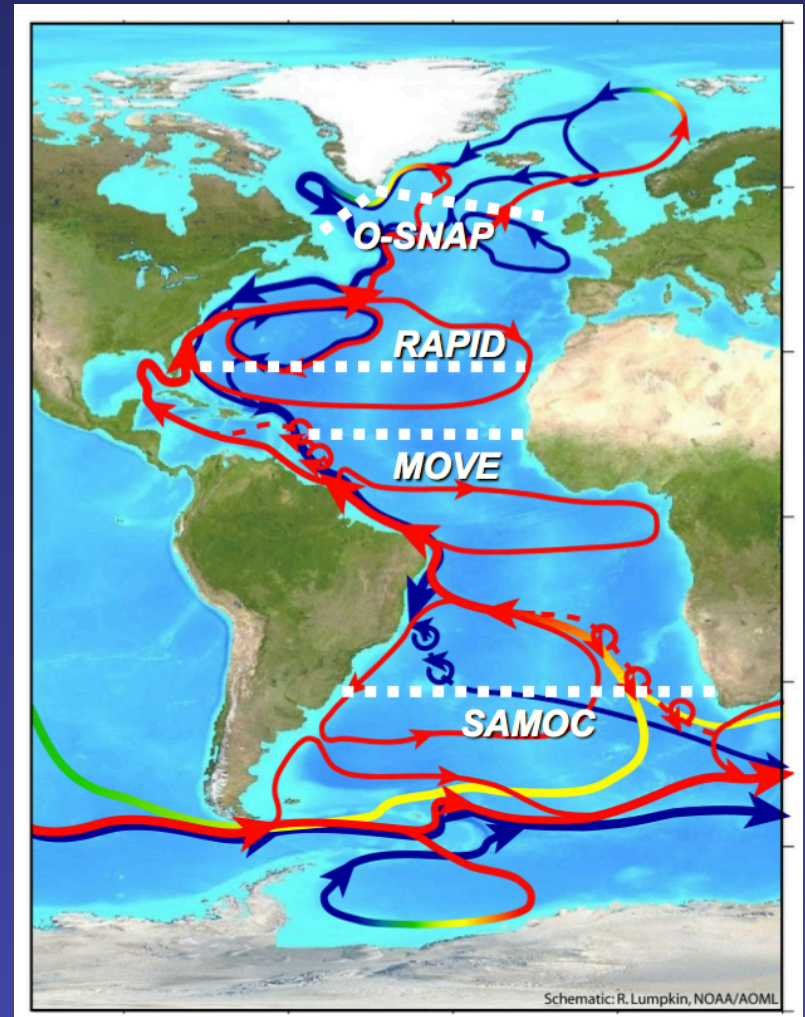 O-SNAP
RAPID
MOVE
SAMOC
Schematic: R. Lumpkin, NOAA/AOML